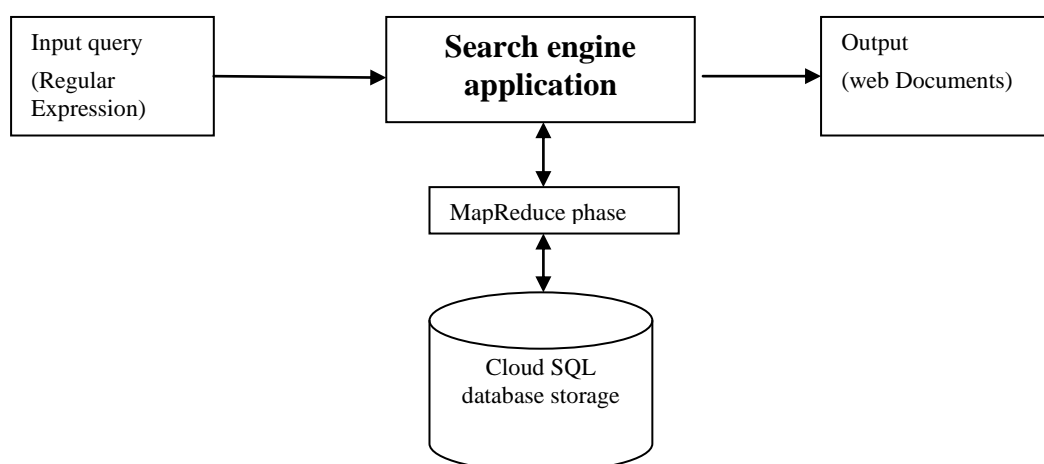 Input query
(Regular
Expression)
Search engine
application
Output
(web Documents)
MapReduce phase
Cloud SQL
database storage